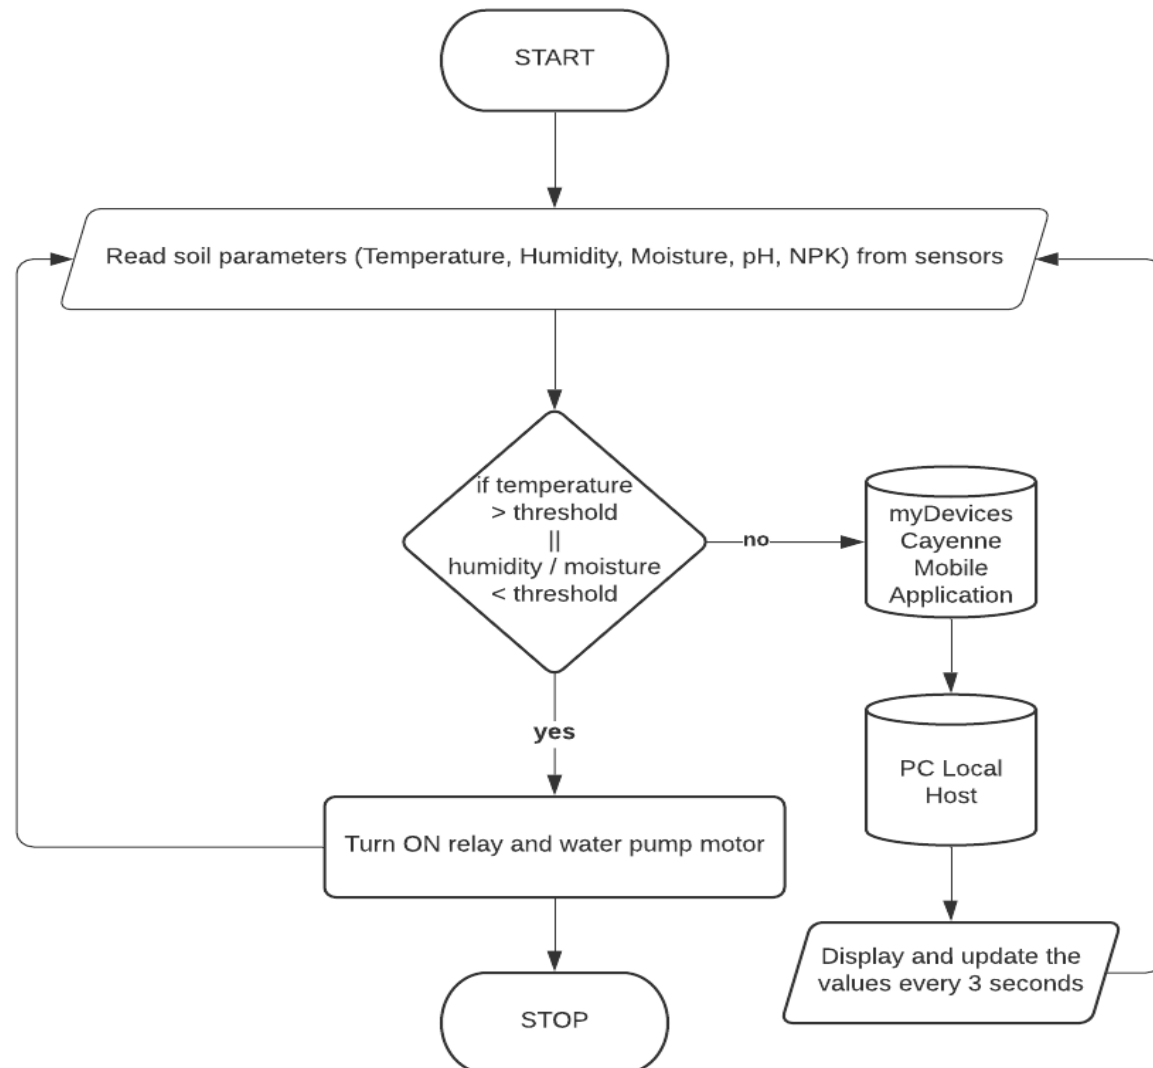 START
Read soil parameters (Temperature, Humidity, Moisture, pH, NPK) from sensors
if temperature
> threshold
||
humidity / moisture
< threshold
no
myDevices
Cayenne
Mobile
Application
yes
PC Local
Host
Turn ON relay and water pump motor
Display and update the
values every 3 seconds
STOP